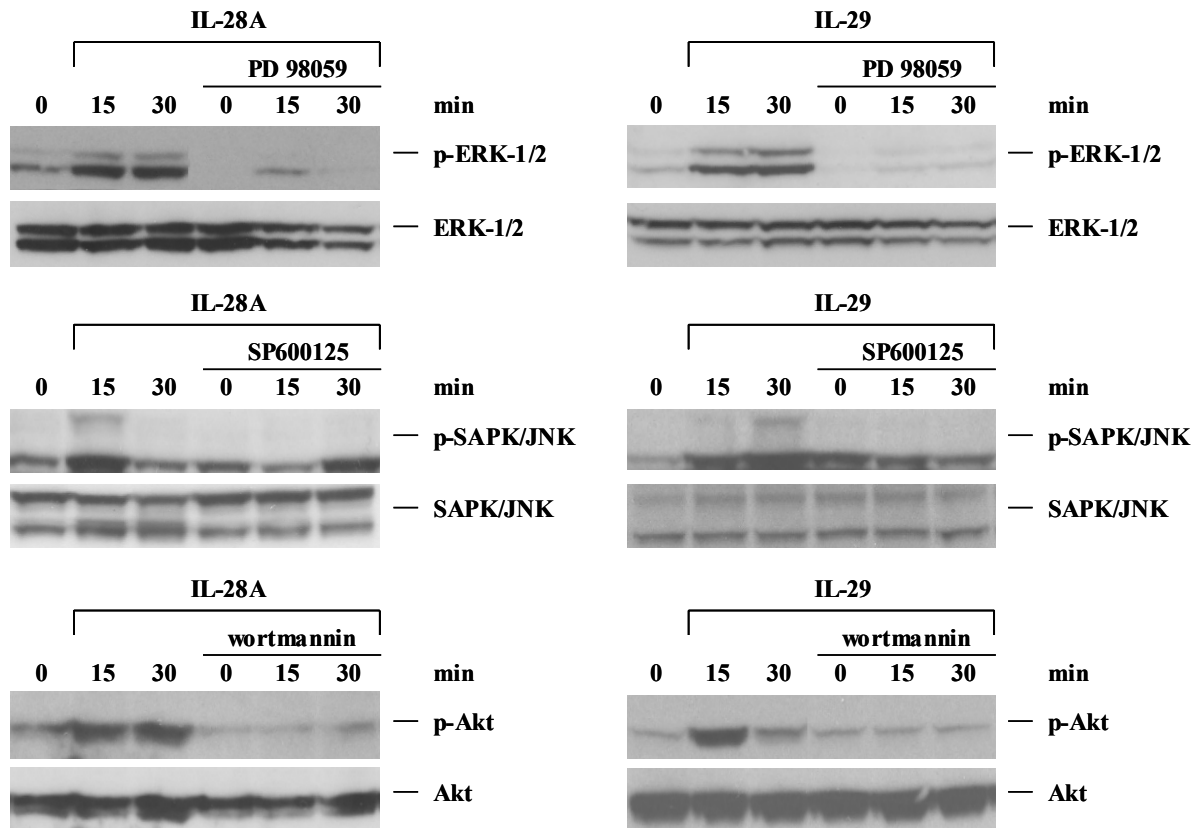 IL-28A
PD 98059
0 15 30 0 15 30 min
p-ERK-1/2
ERK-1/2
IL-29
PD 98059
0 15 30 0 15 30 min
p-ERK-1/2
ERK-1/2
IL-28A
SP600125
0 15 30 0 15 30 min
p-SAPK/JNK
SAPK/JNK
IL-29
SP600125
0 15 30 0 15 30 min
p-SAPK/JNK
SAPK/JNK
IL-28A
wortmannin
0 15 30 0 15 30 min
p-Akt
Akt
IL-29
wortmannin
0 15 30 0 15 30 min
p-Akt
Akt